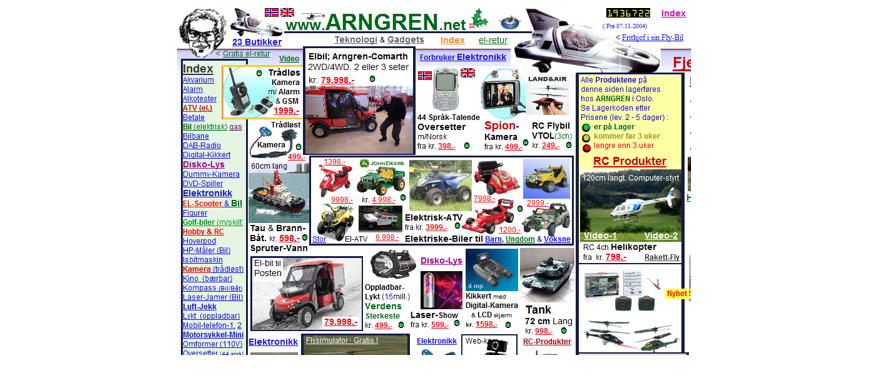 www.ARNGREN.net
1936722
index
( Fra 07.11.2004)
23 Butikker
Teknologi & Gadgets
Index
el-retur
< Frithjof i sin Fly-Bil
< Gratis el-retur
Video
Index
Akvarium
Alarm
Alkotester
ATV (el.)
Betale
Bil (elektrisk) gas
Bilbane
DAB-Radio
Digital-Kikkert
Disko-Lys
Dummy-Kamera
DVD-Spiller
Elektronikk
EL-Scooter & Bil
Figurer
Golf-biler (m/skilt
Hobby & RC
Hoverpod
HP-Måler (Bil)
Isbitmaskin
Kamera (trådløst)
Kino (bærbar)
Kompass (Bil/Båt)
Laser-Jamer (Bil)
Luft-Jekk
Lykt (oppladbar)
Mobil-telefon-1, 2
Motorsykkel-Mini
Omformer (110V)
Oversetter (44 språk)
Trådløs
Kamera
m/ Alarm
& GSM
1999,-
Trådløst
Kamera
499,-
60cm lang
Tau & Brann-
Båt. kr. 598,-
Spruter-Vann
El-bil til
Posten
79.998,-
Elbil; Arngren-Comarth
2WD/4WD. 2 eller 3 seter
kr. 79.998,-
Forbruker Elektronikk
44 Språk-Talende
Oversetter
m/Norsk
fra kr. 398,-
Spion-
Kamera
fra kr. 499,-
LAND&AIR
RC Flybil
VTOL(3ch)
kr. 249,-
1398,-
JOHN DEERE
9998,-
kr. 4.998,-
Stor
El-ATV
6.998,-
Elektrisk-ATV
fra kr. 3999,-
7998,-
1200,-
2999,-
Elektriske-Biler til Barn, Ungdom & Voksne
Oppladbar-
Lykt (15mill.)
Verdens
Sterkeste
kr. 499,-
Disko-Lys
Laser-Show
fra kr. 599,-
4 mp
Kikkert med
Digital-Kamera
& LCD skjerm
kr. 1598,-
Tank
72 cm Lang
kr. 998,-
Elektronikk
Flysimulator- Gratis !
Elektronikk
Web-k
RC-Produkter
Alle Produktene på
denne siden lagerføres
hos ARNGREN i Oslo.
Se Lagerkoden etter
Prisene (lev. 2 - 5 dager) :
er på Lager
kommer før 3 uker
lengre enn 3 uker
RC Produkter
120cm langt. Computer-styrt
Video-1
Video-2
RC 4ch Helikopter
fra kr. 798,-
Rakett-Fly
Nyhet !
Fje